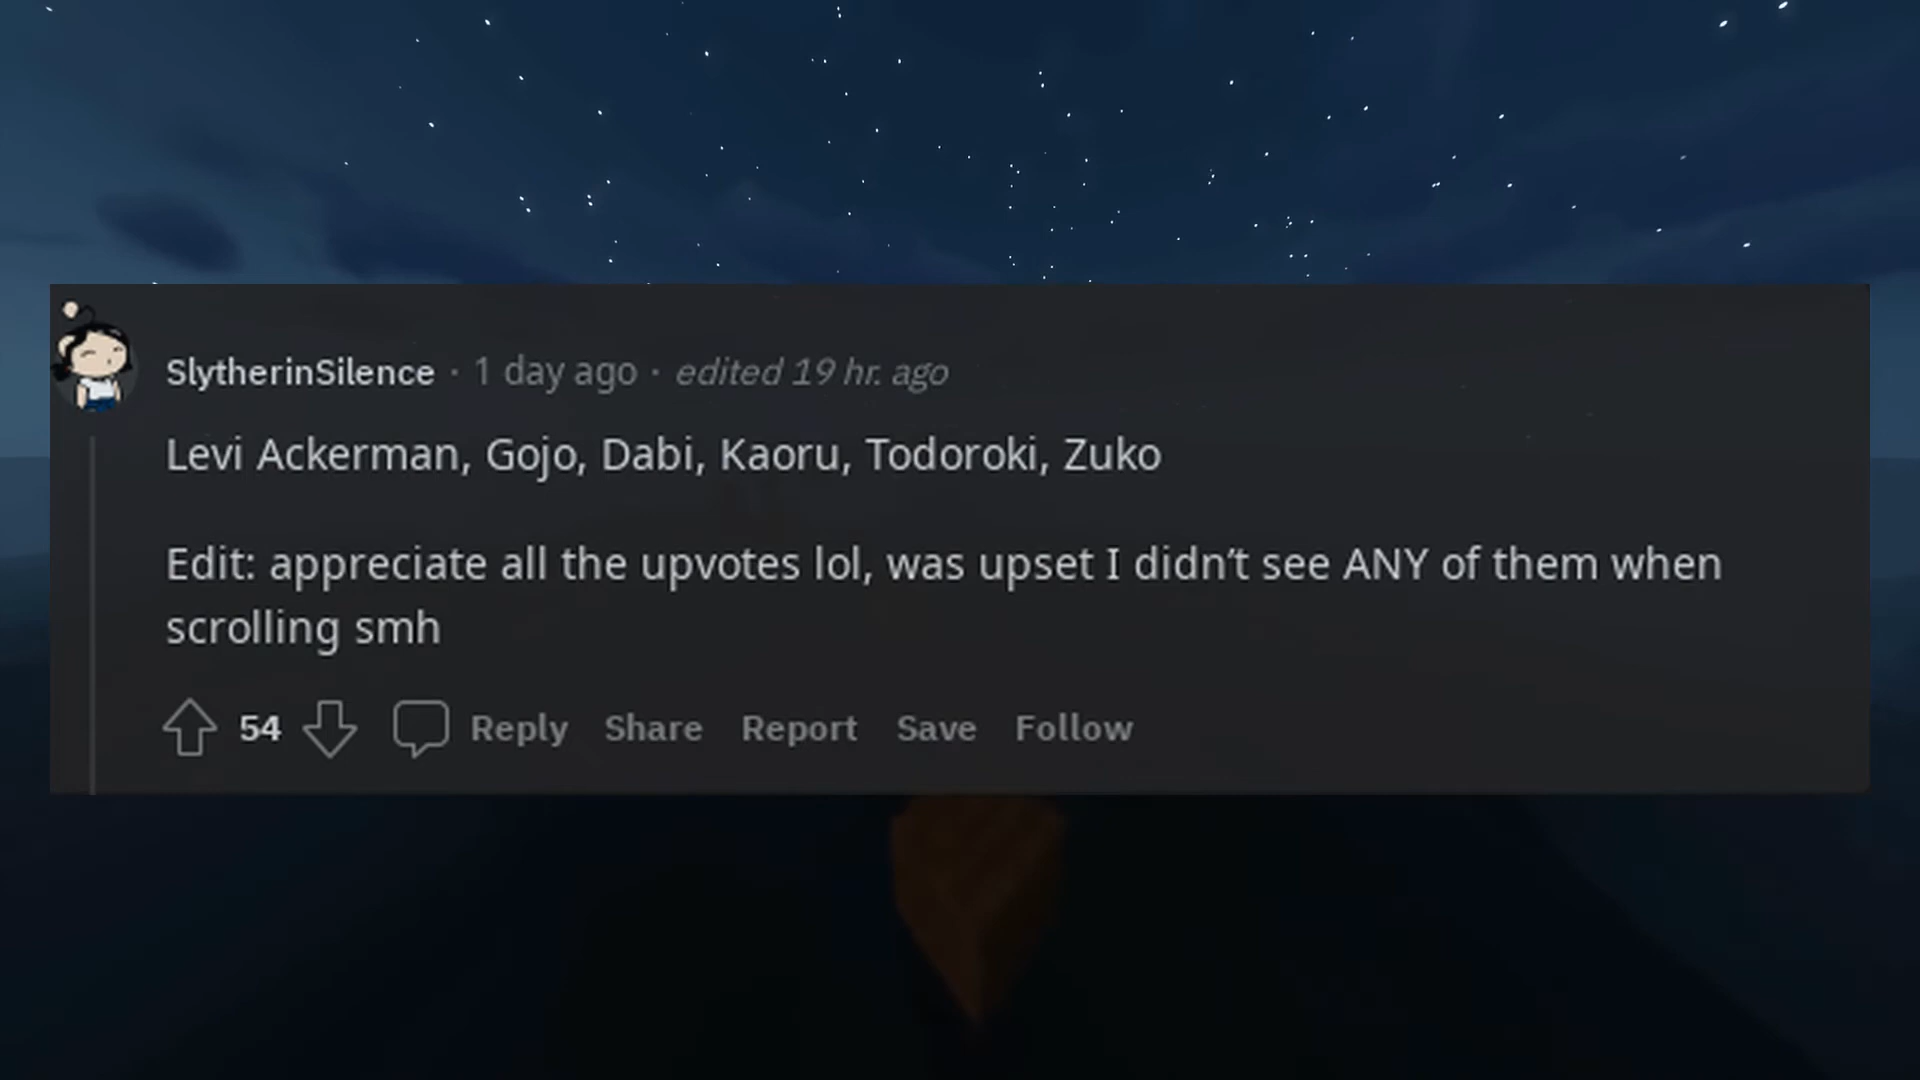 SlytherinSilence · 1 day ago · edited 19 hr. ago
Levi Ackerman, Gojo, Dabi, Kaoru, Todoroki, Zuko
Edit: appreciate all the upvotes lol, was upset I didn’t see ANY of them when
scrolling smh
54 Reply Share Report Save Follow